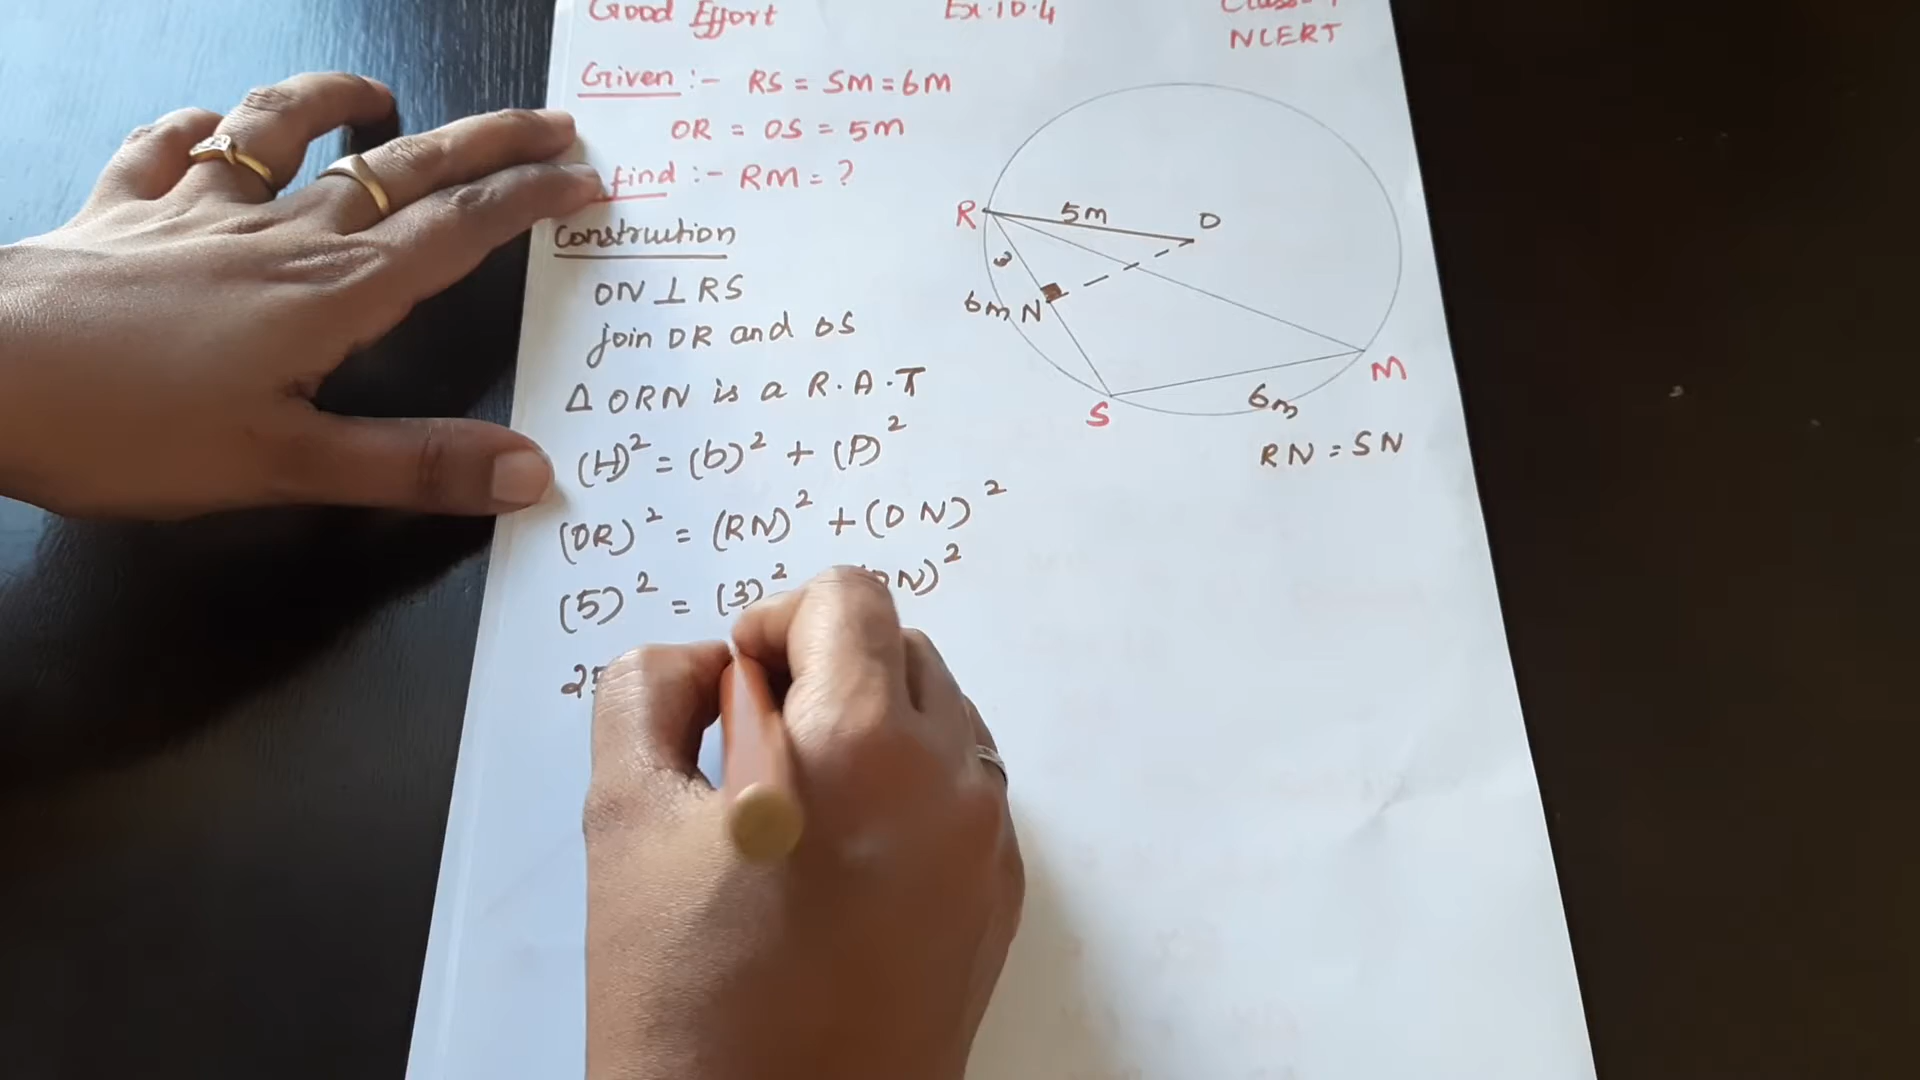 Good Effort Ex.10.4
NCERT
Given :- RS = SM = 6M
OR = OS = 5M
find :- RM = ?
Construction
ON ⊥ RS
join OR and OS
Δ ORN is a R.A.T
(H)² = (b)² + (P)²
(OR)² = (RN)² + (ON)²
(5)² = (3)² N)²
25
R
5m
O
3
6m N
S
6m
M
RN = SN